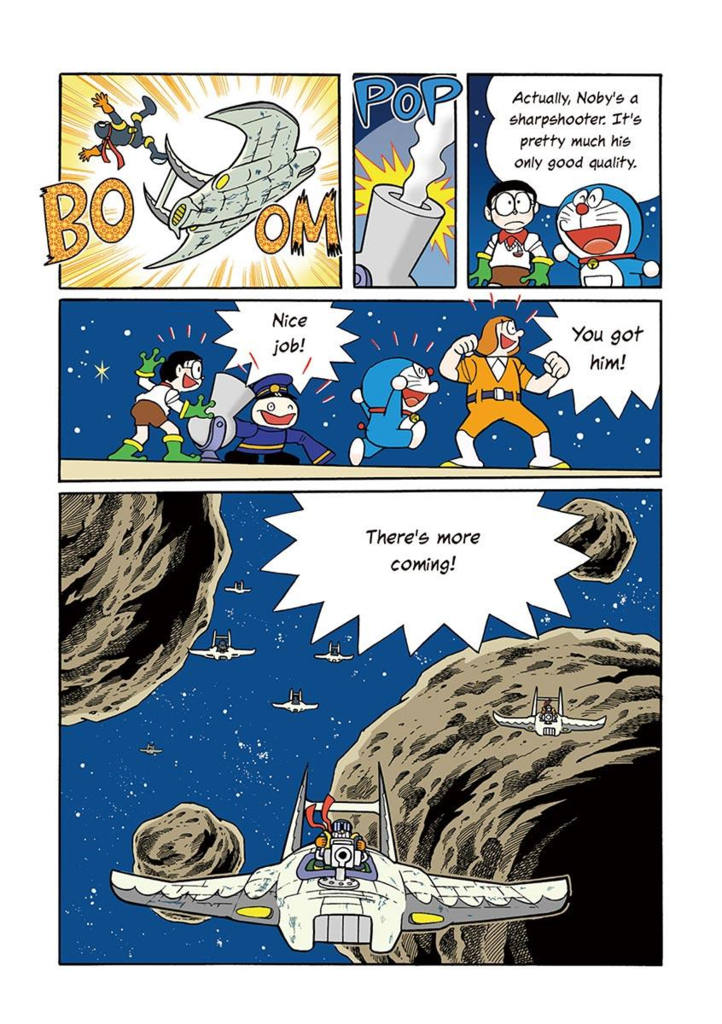 BO
OM
POP
Actually, Noby's a
sharpshooter. It's
pretty much his
only good quality.
Nice
job!
You got
him!
There's more
coming!